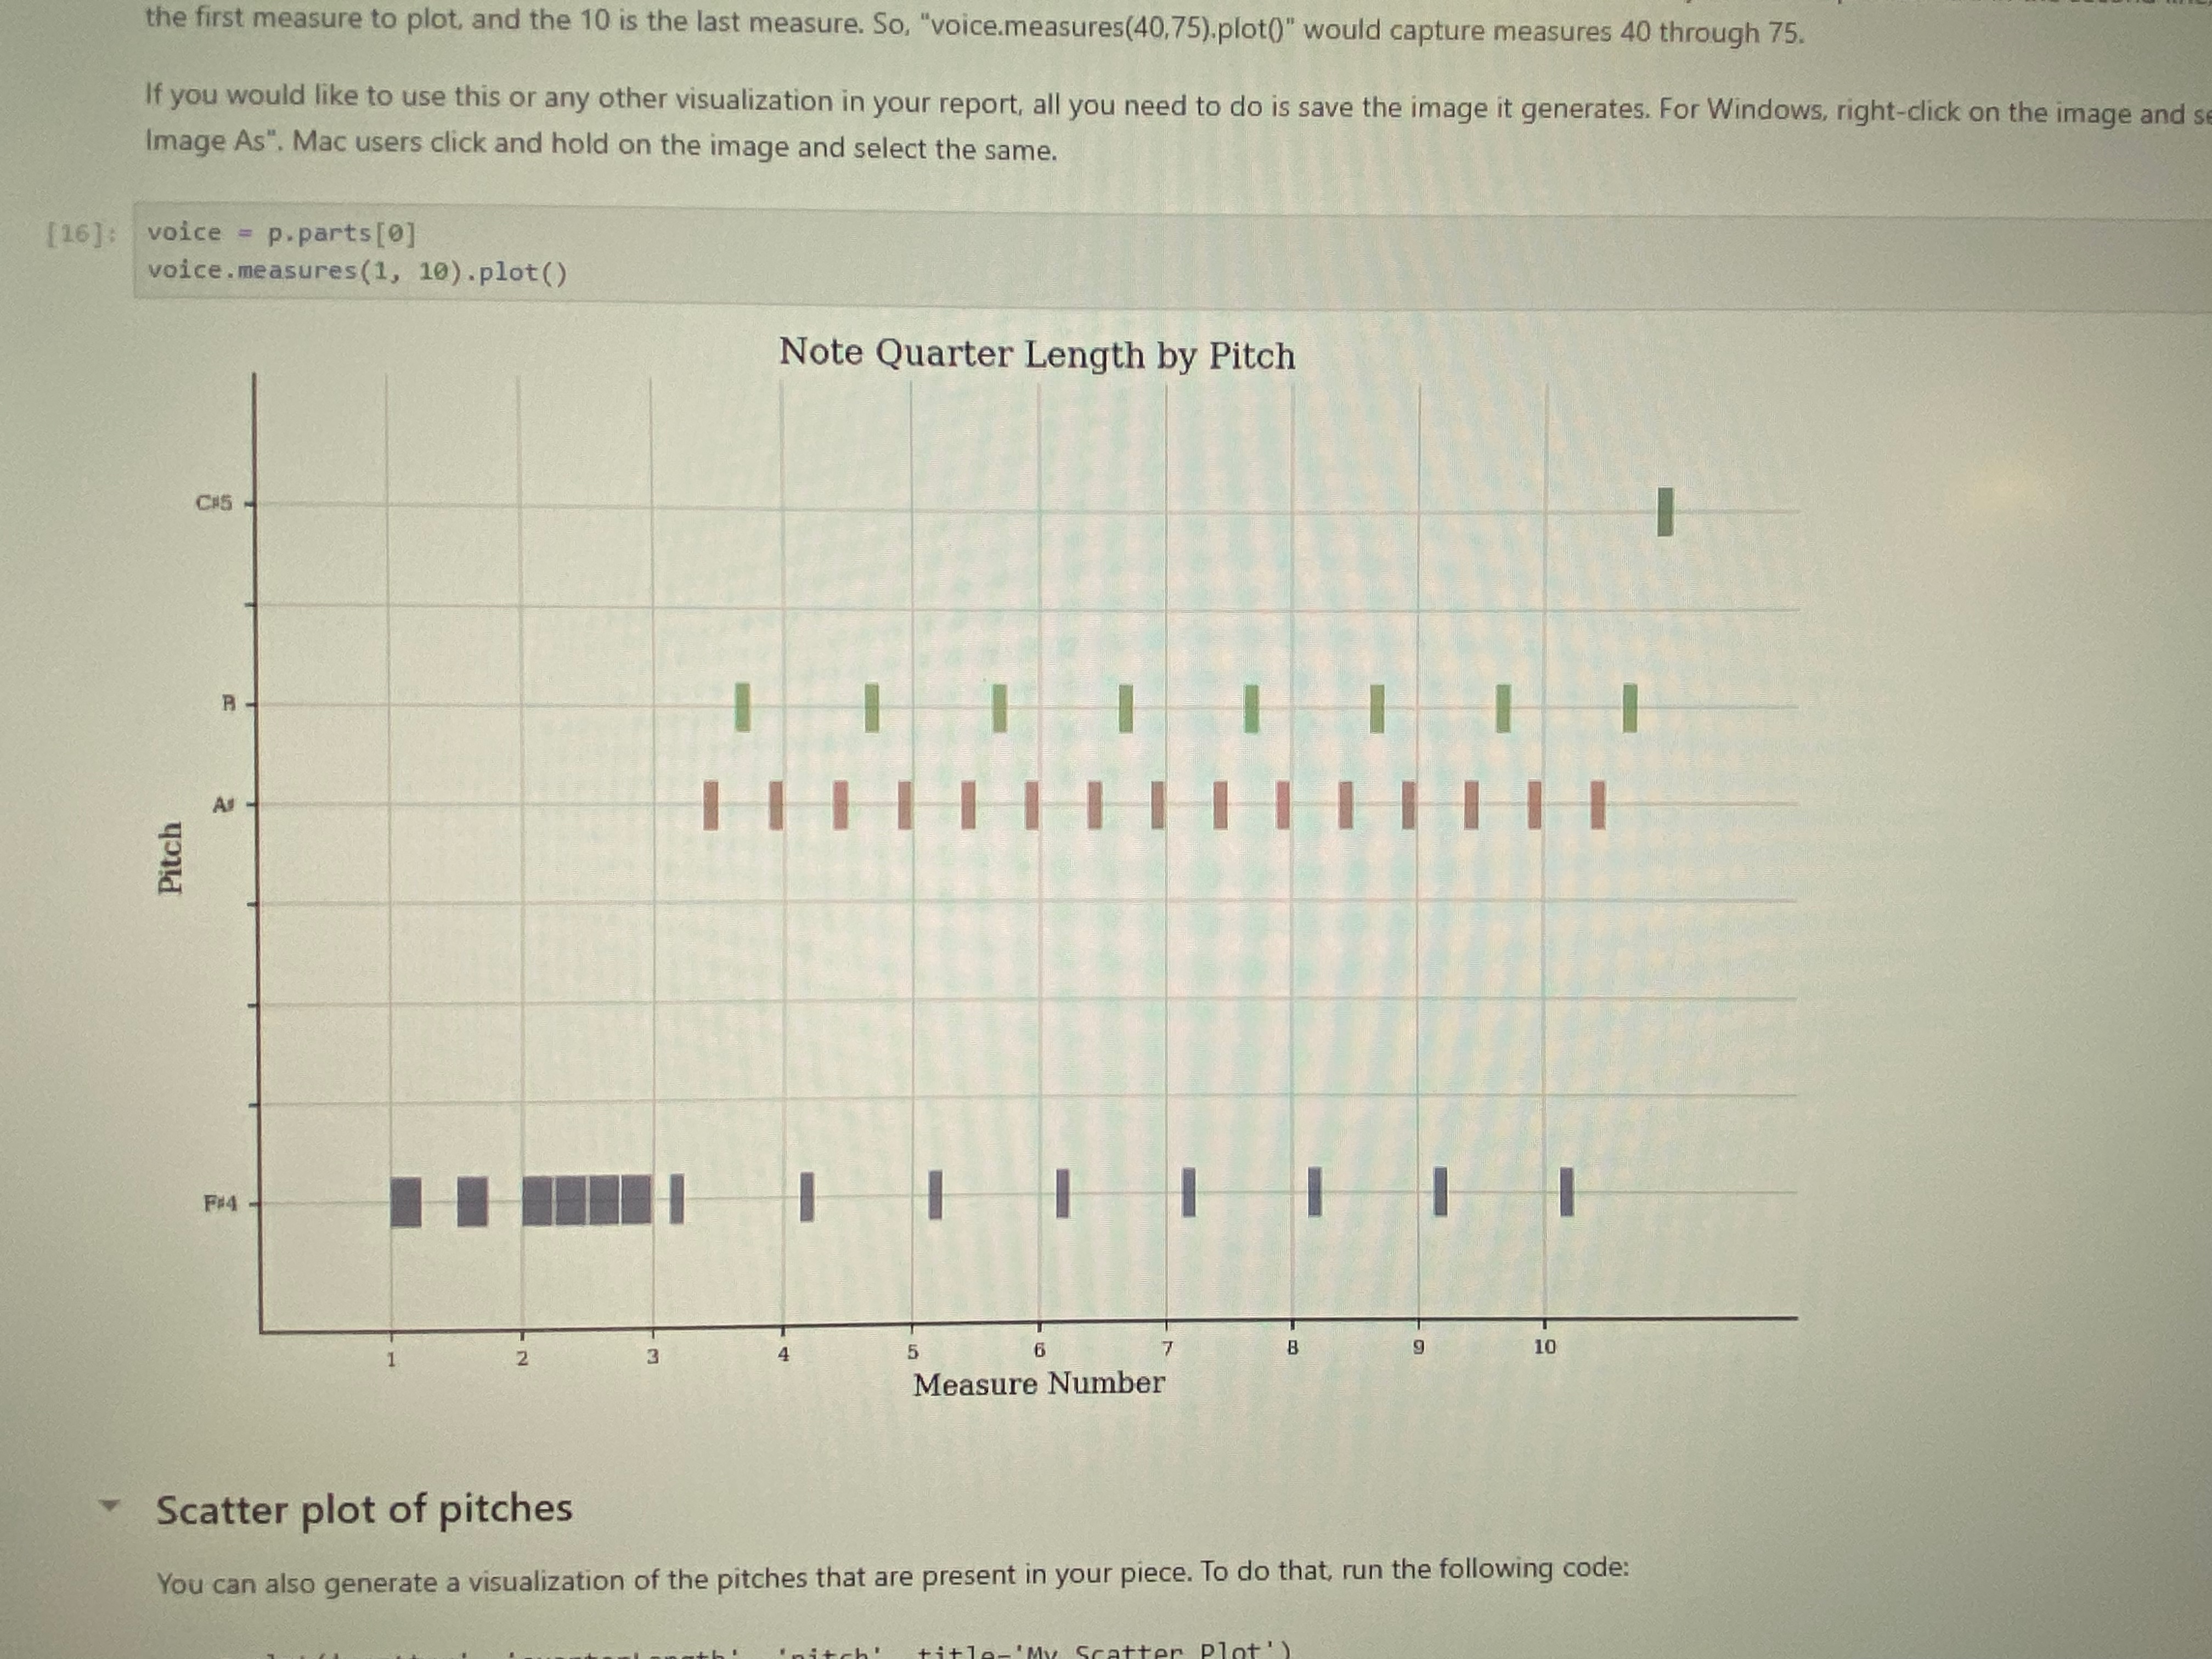 the first measure to plot, and the 10 is the last measure. So, "voice.measures(40,75).plot()" would capture measures 40 through 75.
If you would like to use this or any other visualization in your report, all you need to do is save the image it generates. For Windows, right-click on the image and
Image As". Mac users click and hold on the image and select the same.
[16]: voice = p.parts[0]
voice.measures(1, 10).plot()
Note Quarter Length by Pitch
C♯5
B
A♯
Pitch
F♯4
1 2 3 4 5 6 7 8 9 10
Measure Number
Scatter plot of pitches
You can also generate a visualization of the pitches that are present in your piece. To do that, run the following code:
'pitch', title='My Scatter Plot')